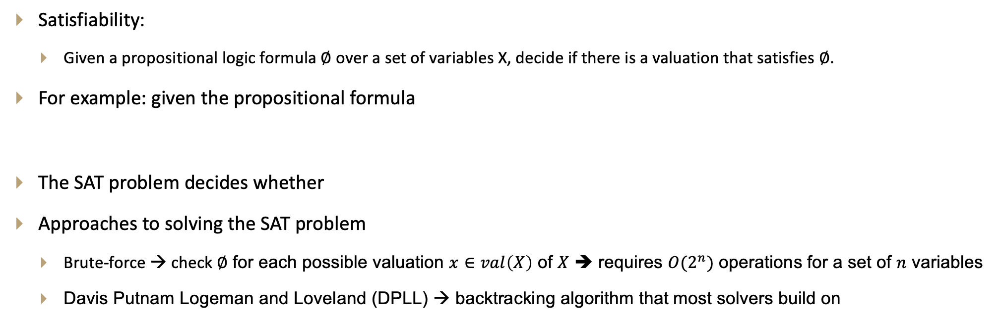 Satisfiability:
Given a propositional logic formula ∅ over a set of variables X, decide if there is a valuation that satisfies ∅.
For example: given the propositional formula
The SAT problem decides whether
Approaches to solving the SAT problem
Brute-force → check ∅ for each possible valuation x ∈ val(X) of X ➔ requires O(2ⁿ) operations for a set of n variables
Davis Putnam Logeman and Loveland (DPLL) → backtracking algorithm that most solvers build on